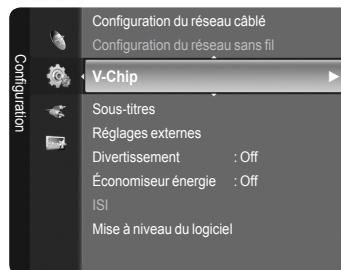 Configuration
Configuration du réseau câblé
Configuration du réseau sans fil
V-Chip
Sous-titres
Réglages externes
Divertissement : Off
Économiseur énergie : Off
ISI
Mise à niveau du logiciel